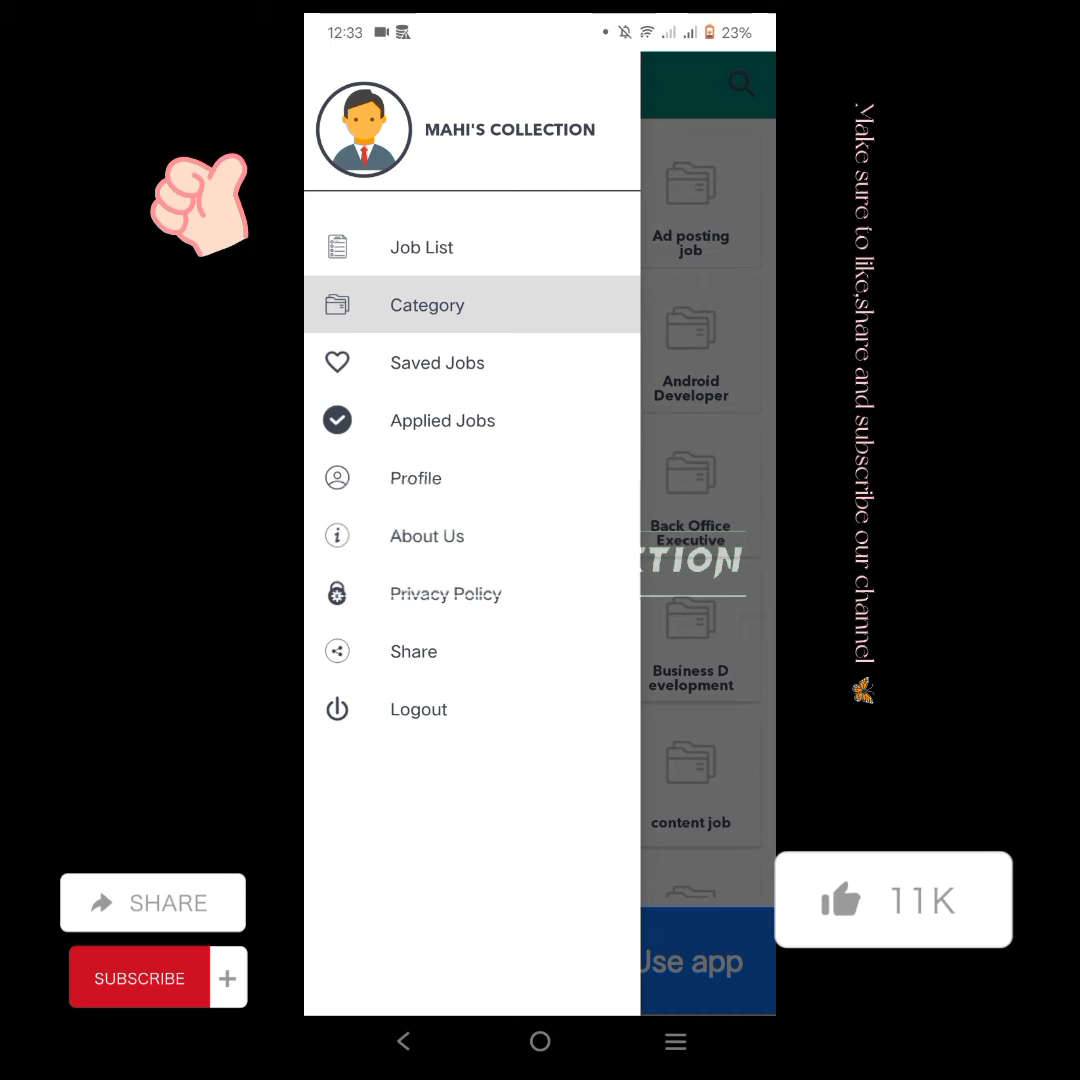 12:33
23%
MAHI'S COLLECTION
Job List
Category
Saved Jobs
Applied Jobs
Profile
About Us
Privacy Policy
Share
Logout
Ad posting
job
Android
Developer
Back Office
Executive
CTION
Business D
evelopment
content job
Use app
Make sure to like,share and subscribe our channel 🦋
SHARE
SUBSCRIBE +
11K